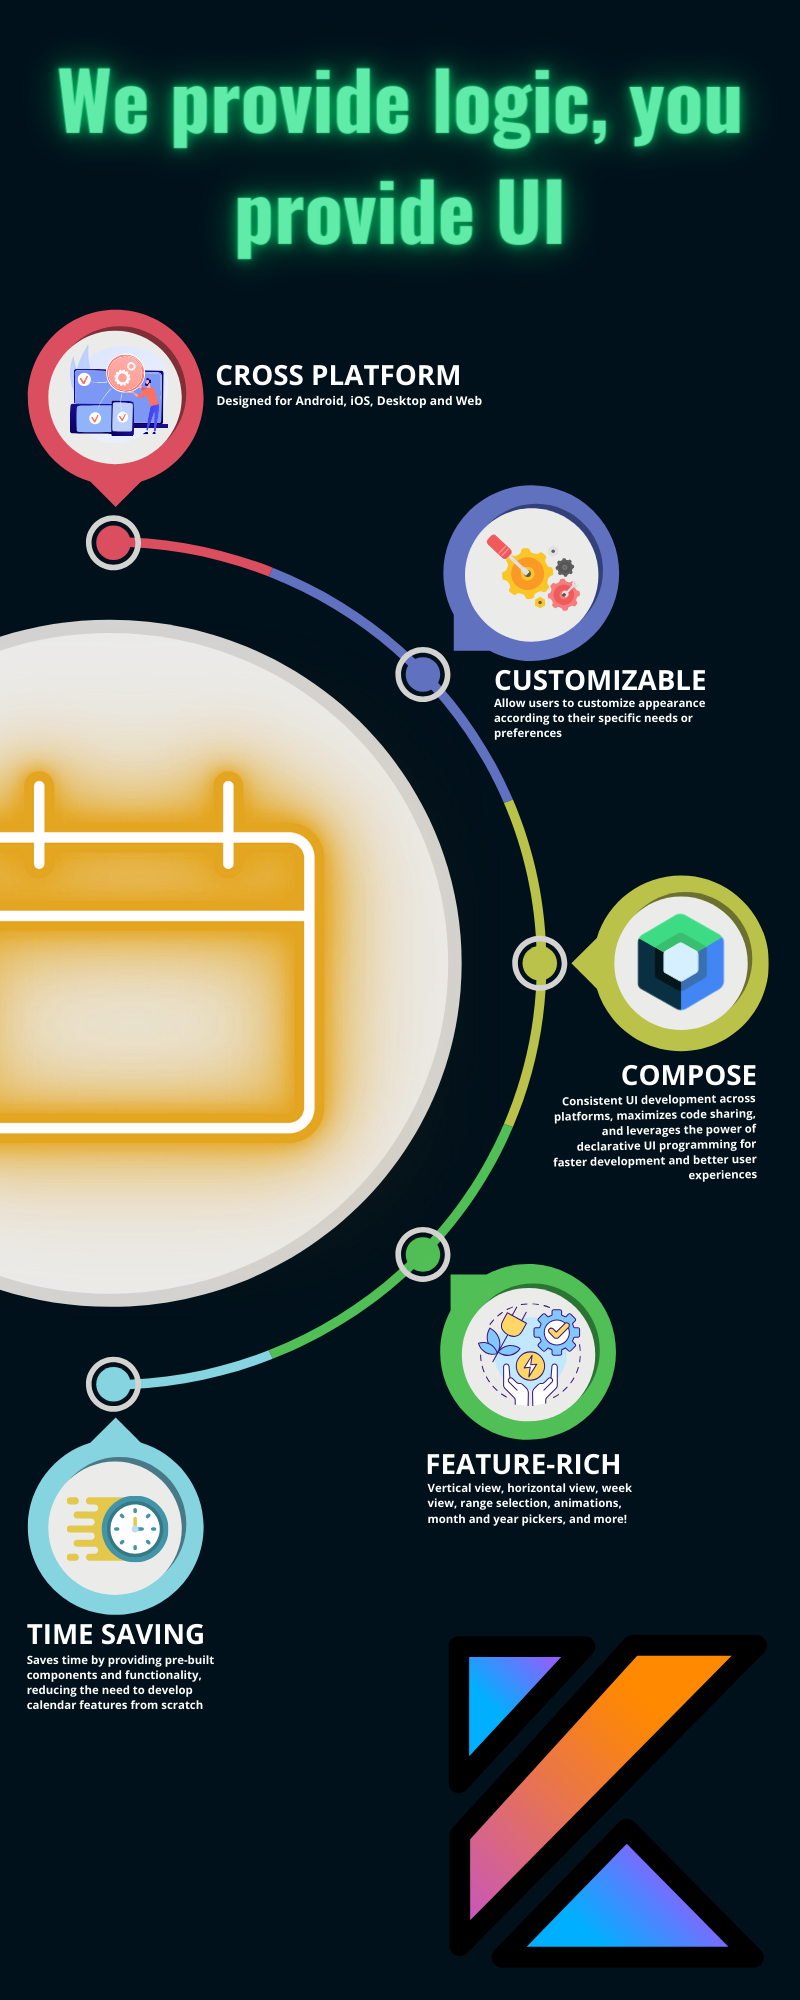 We provide logic, you
provide UI
CROSS PLATFORM
Designed for Android, iOS, Desktop and Web
CUSTOMIZABLE
Allow users to customize appearance
according to their specific needs or
preferences
COMPOSE
Consistent UI development across
platforms, maximizes code sharing,
and leverages the power of
declarative UI programming for
faster development and better user
experiences
FEATURE-RICH
Vertical view, horizontal view, week
view, range selection, animations,
month and year pickers, and more!
TIME SAVING
Saves time by providing pre-built
components and functionality,
reducing the need to develop
calendar features from scratch